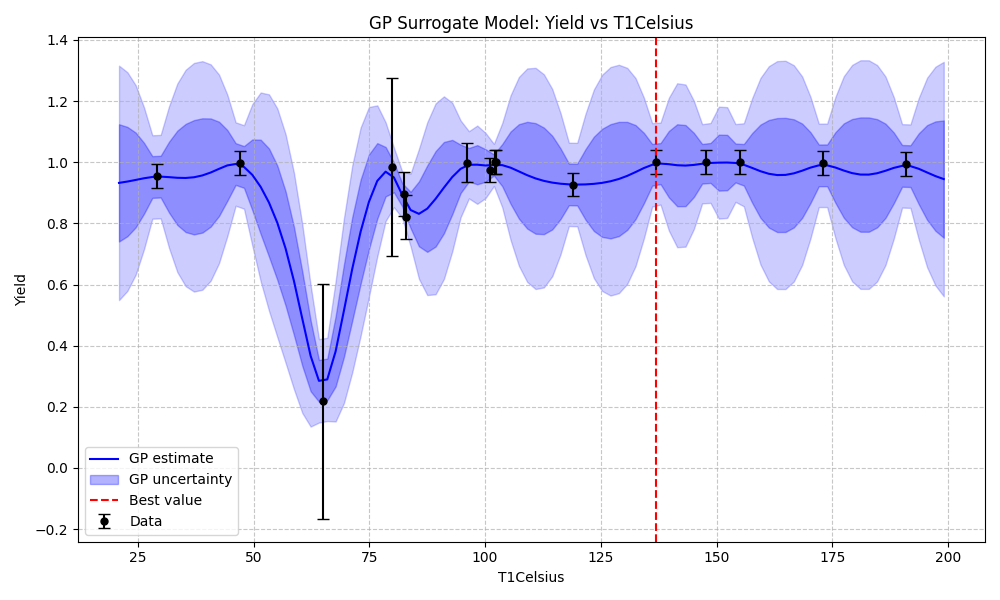 GP Surrogate Model: Yield vs T1Celsius
1.4
1.2
1.0
0.8
0.6
0.4
0.2
0.0
−0.2
Yield
GP estimate
GP uncertainty
Best value
Data
25 50 75 100 125 150 175 200
T1Celsius